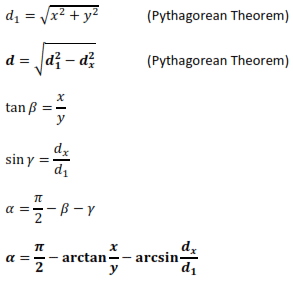 d₁ = √x² + y² (Pythagorean Theorem)
d = √d₁² − dₓ² (Pythagorean Theorem)
tan β = x/y
sin γ = dₓ/d₁
α = π/2 − β − γ
α = π/2 − arctan x/y − arcsin dₓ/d₁